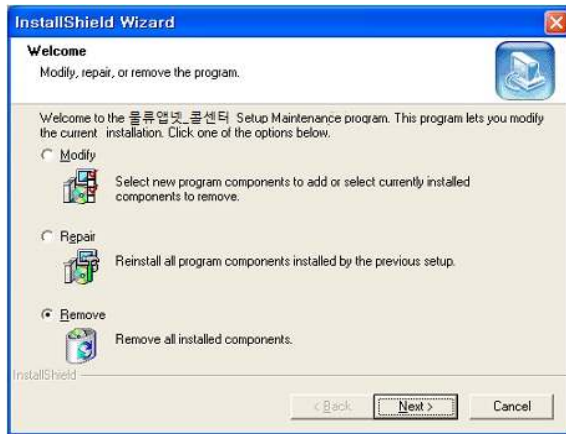 InstallShield Wizard
Welcome
Modify, repair, or remove the program.
Welcome to the 물류앱넷_콜센터 Setup Maintenance program. This program lets you modify
the current installation. Click one of the options below.
Modify
Select new program components to add or select currently installed
components to remove.
Repair
Reinstall all program components installed by the previous setup.
Remove
Remove all installed components.
InstallShield
< Back
Next >
Cancel